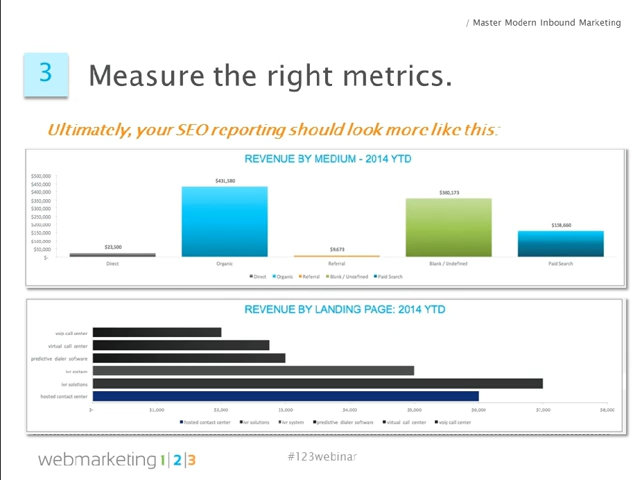 / Master Modern Inbound Marketing
3
Measure the right metrics.
Ultimately, your SEO reporting should look more like this:
REVENUE BY MEDIUM - 2014 YTD
$500,000
$450,000
$400,000
$350,000
$300,000
$250,000
$200,000
$150,000
$100,000
$50,000
$-
$23,500
$431,580
$9,673
$158,660
Direct
Organic
Referral
Blank / Undefined
Paid Search
Direct Organic Referral Blank / Undefined Paid Search
REVENUE BY LANDING PAGE: 2014 YTD
voip call center
virtual call center
predictive dialer software
ivr system
ivr solutions
hosted contact center
$- $1,000 $2,000 $3,000 $4,000 $5,000 $6,000 $7,000 $8,000
hosted contact center ivr solutions ivr system predictive dialer software virtual call center voip call center
webmarketing 1|2|3
#123webinar